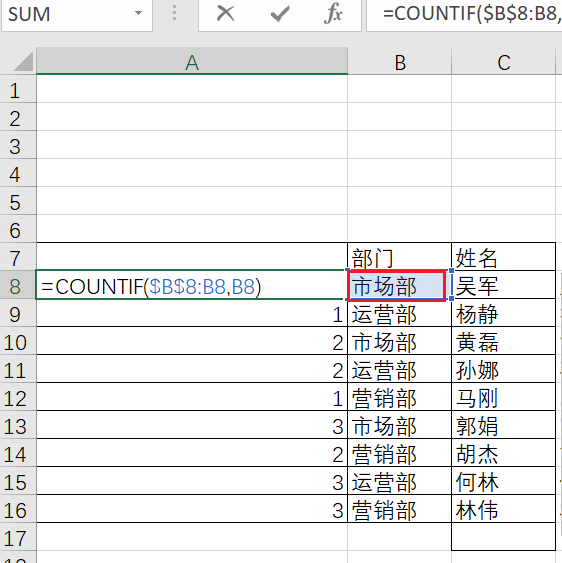 SUM fx =COUNTIF($B$8:B8,
A B C
1
2
3
4
5
6
7 部门 姓名
8 =COUNTIF($B$8:B8,B8) 市场部 吴军
9 1 运营部 杨静
10 2 市场部 黄磊
11 2 运营部 孙娜
12 1 营销部 马刚
13 3 市场部 郭娟
14 2 营销部 胡杰
15 3 运营部 何林
16 3 营销部 林伟
17